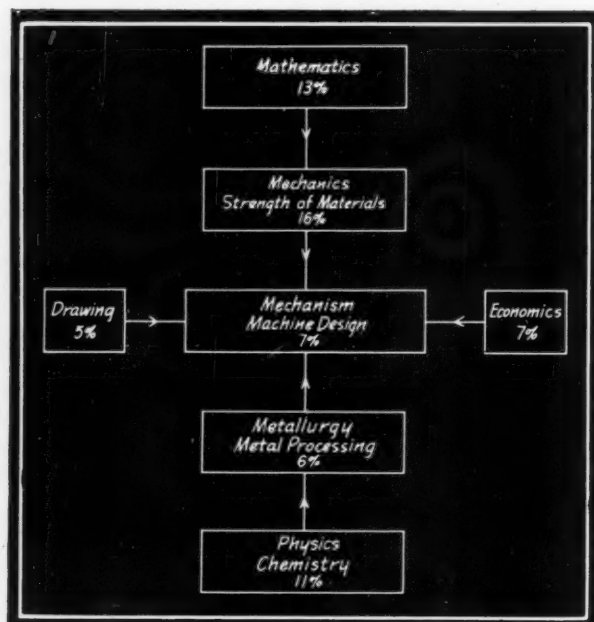 Mathematics
13%
Mechanics
Strength of Materials
16%
Drawing
5%
Mechanism
Machine Design
7%
Economics
7%
Metallurgy
Metal Processing
6%
Physics
Chemistry
11%